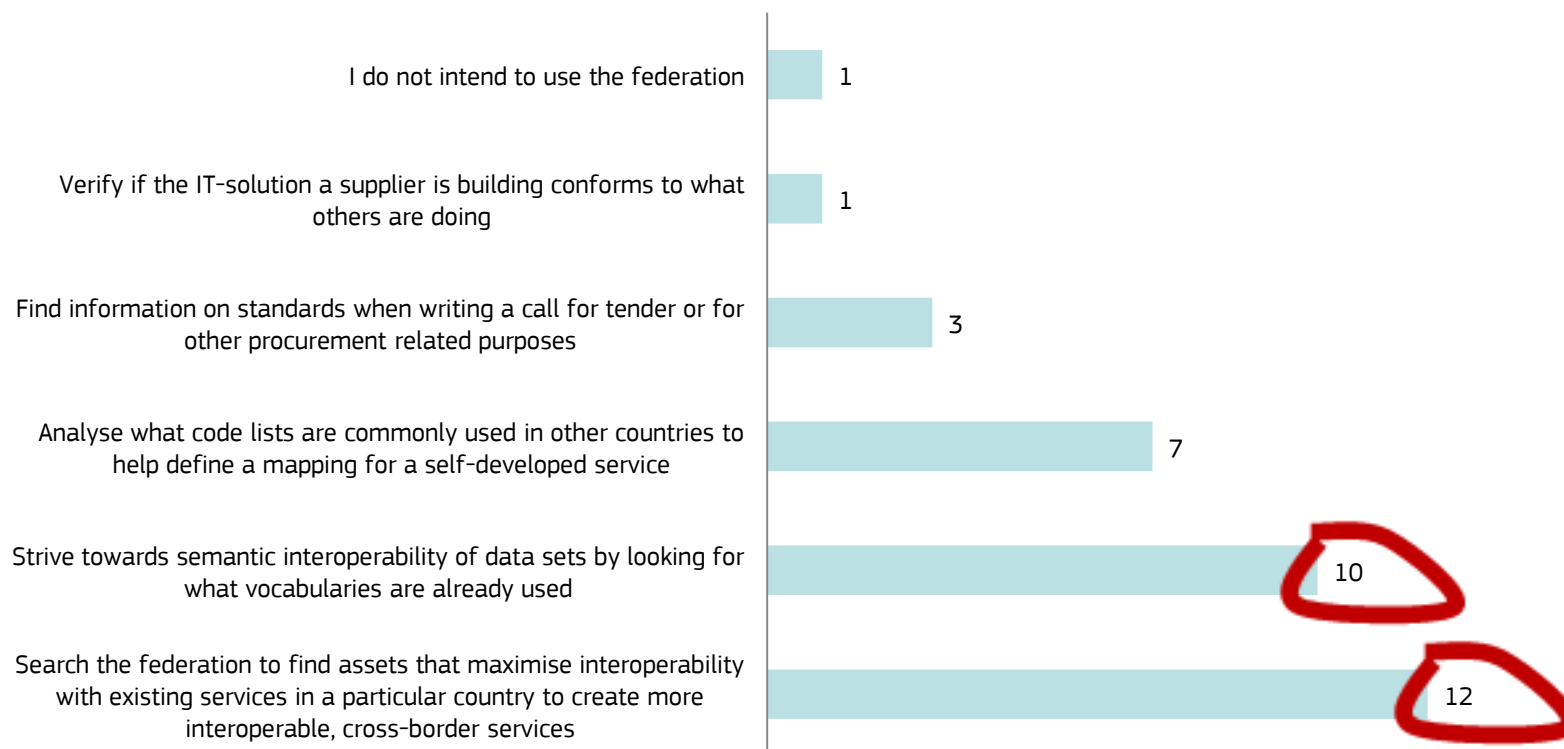 I do not intend to use the federation
1
Verify if the IT-solution a supplier is building conforms to what
others are doing
1
Find information on standards when writing a call for tender or for
other procurement related purposes
3
Analyse what code lists are commonly used in other countries to
help define a mapping for a self-developed service
7
Strive towards semantic interoperability of data sets by looking for
what vocabularies are already used
10
Search the federation to find assets that maximise interoperability
with existing services in a particular country to create more
interoperable, cross-border services
12